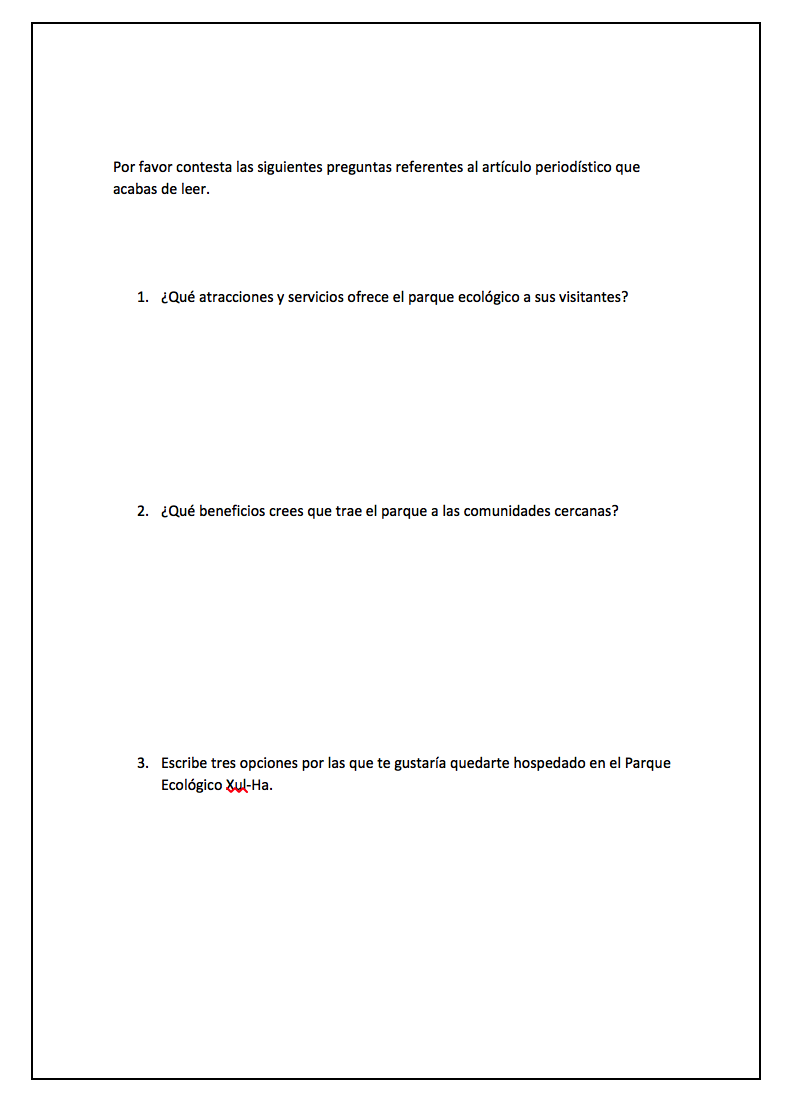 Por favor contesta las siguientes preguntas referentes al artículo periodístico que
acabas de leer.
1. ¿Qué atracciones y servicios ofrece el parque ecológico a sus visitantes?
2. ¿Qué beneficios crees que trae el parque a las comunidades cercanas?
3. Escribe tres opciones por las que te gustaría quedarte hospedado en el Parque
Ecológico Xul-Ha.